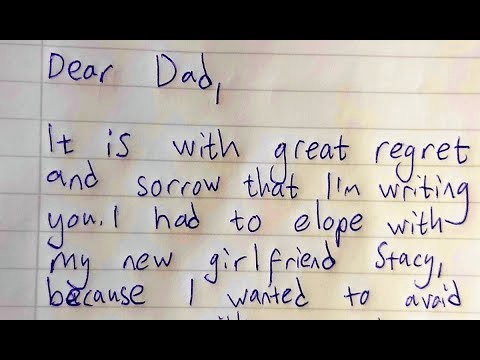 Dear Dad,
It is with great regret
and sorrow that I'm writing
you. I had to elope with
my new girlfriend Stacy,
because I wanted to avoid